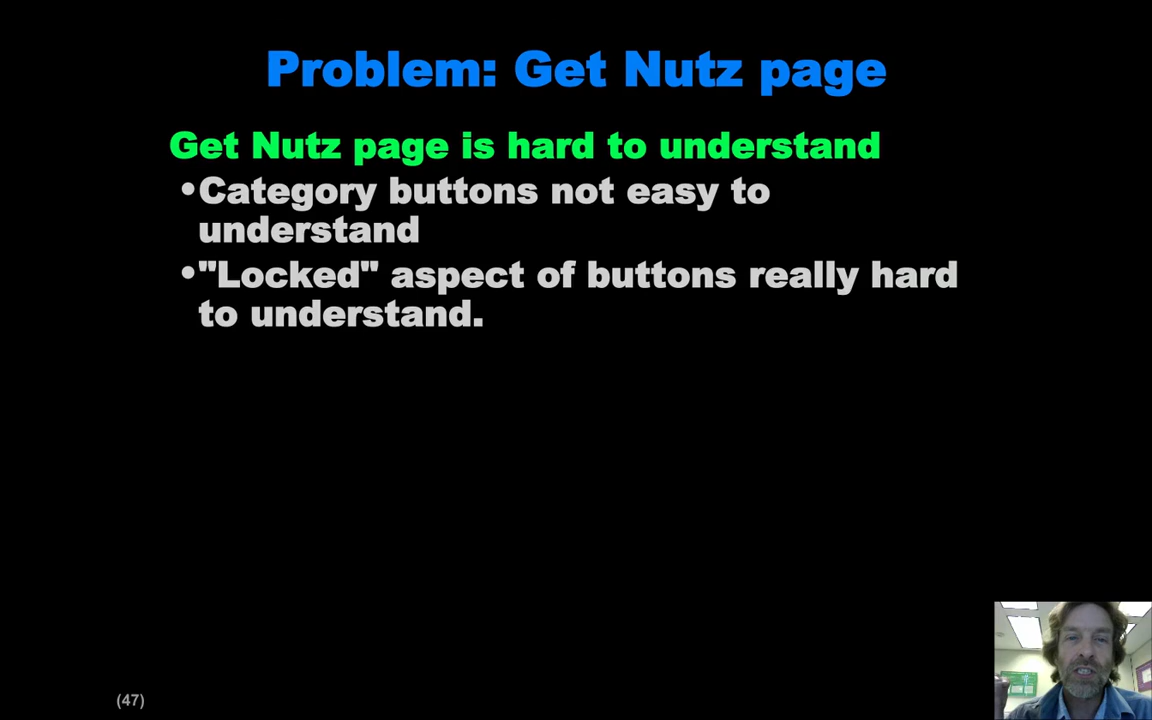 Problem: Get Nutz page
Get Nutz page is hard to understand
•Category buttons not easy to
understand
•"Locked" aspect of buttons really hard
to understand.
(47)